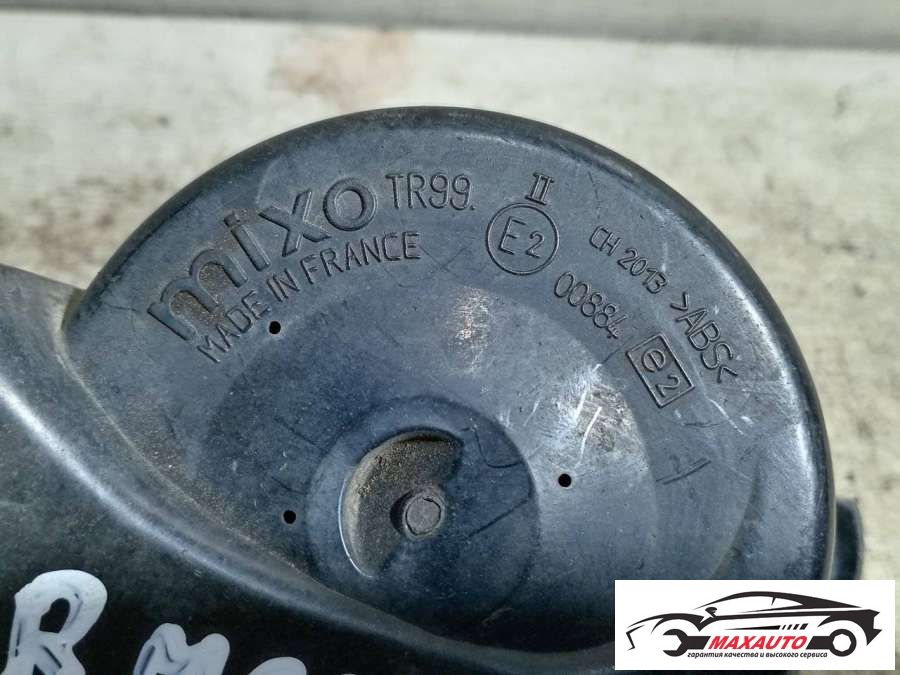 mixo TR99.
MADE IN FRANCE
II
E2
00884
CH 2013
>ABS<
e2
R
MAXAUTO
гарантия качества и высокого сервиса